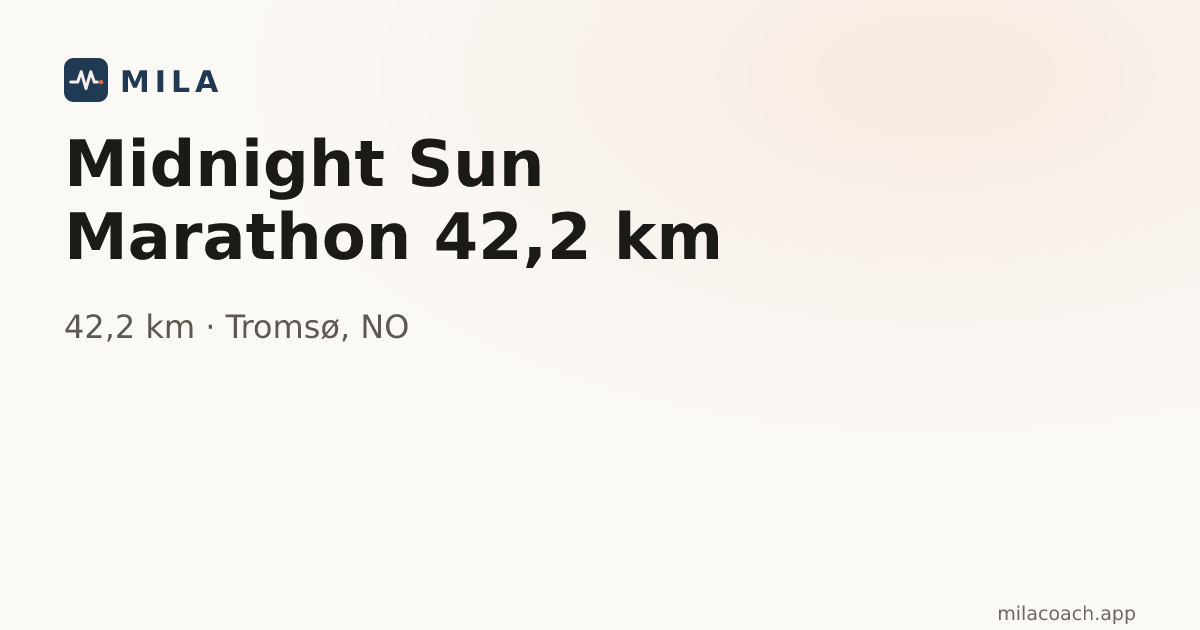 MILA
Midnight Sun
Marathon 42,2 km
42,2 km · Tromsø, NO
milacoach.app